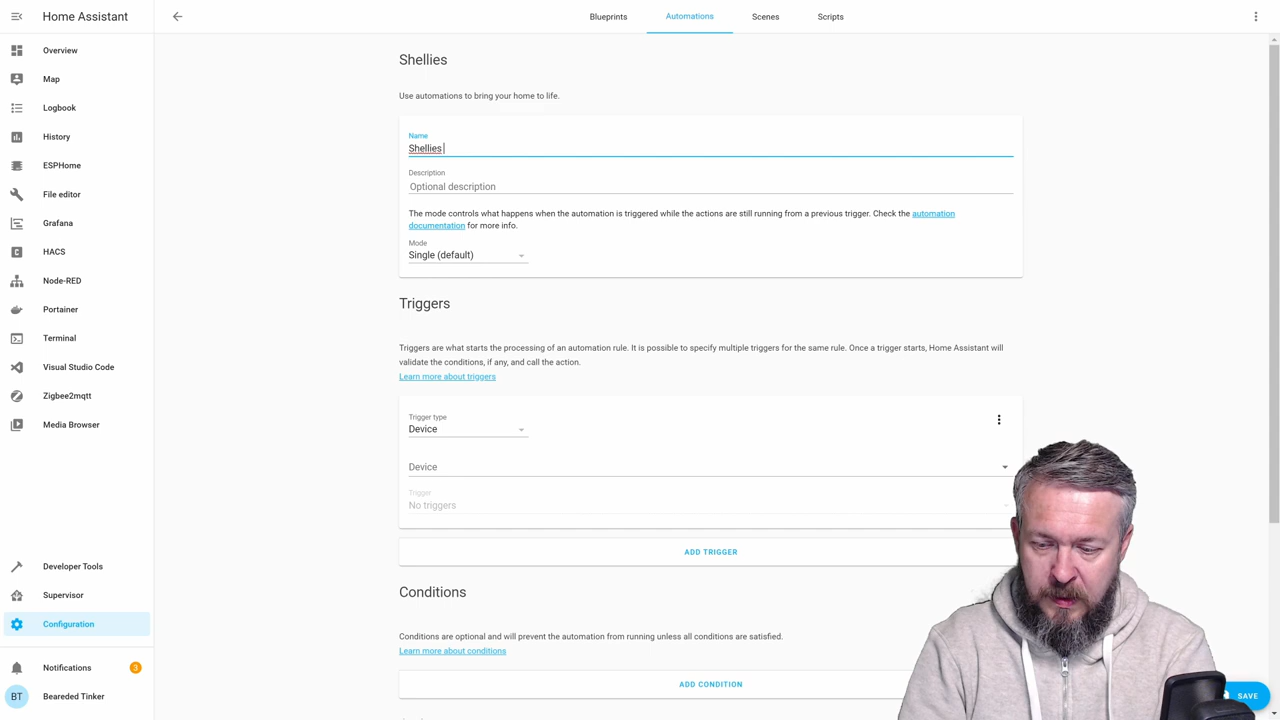 Home Assistant
Blueprints
Automations
Scenes
Scripts
Overview
Map
Logbook
History
ESPHome
File editor
Grafana
HACS
Node-RED
Portainer
Terminal
Visual Studio Code
Zigbee2mqtt
Media Browser
Developer Tools
Supervisor
Configuration
Notifications
3
BT
Beareded Tinker
Shellies
Use automations to bring your home to life.
Name
Shellies
Description
Optional description
The mode controls what happens when the automation is triggered while the actions are still running from a previous trigger. Check the automation
documentation for more info.
Mode
Single (default)
Triggers
Triggers are what starts the processing of an automation rule. It is possible to specify multiple triggers for the same rule. Once a trigger starts, Home Assistant will
validate the conditions, if any, and call the action.
Learn more about triggers
Trigger type
Device
Device
Trigger
No triggers
ADD TRIGGER
Conditions
Conditions are optional and will prevent the automation from running unless all conditions are satisfied.
Learn more about conditions
ADD CONDITION
SAVE